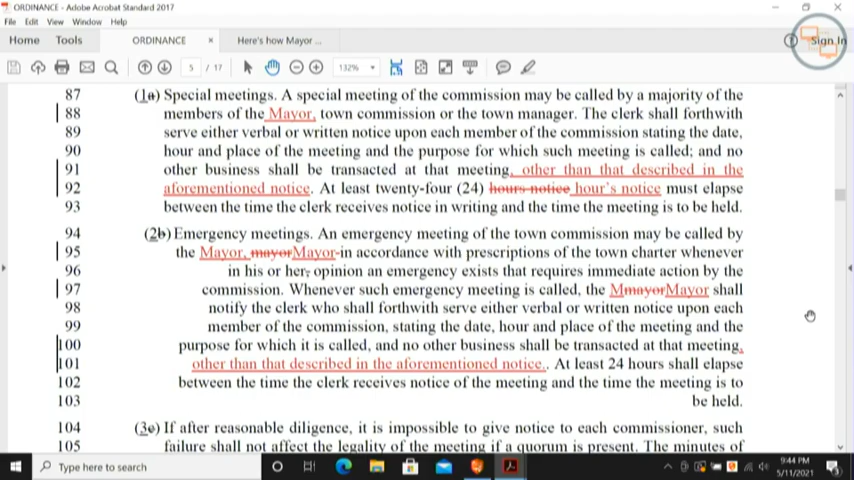 ORDINANCE - Adobe Acrobat Standard 2017
File Edit View Window Help
Home Tools ORDINANCE × Here's how Mayor ... Sign In
5 / 17 132%
87 (1a) Special meetings. A special meeting of the commission may be called by a majority of the
88 members of the Mayor, town commission or the town manager. The clerk shall forthwith
89 serve either verbal or written notice upon each member of the commission stating the date,
90 hour and place of the meeting and the purpose for which such meeting is called; and no
91 other business shall be transacted at that meeting, other than that described in the
92 aforementioned notice. At least twenty-four (24) hours notice hour's notice must elapse
93 between the time the clerk receives notice in writing and the time the meeting is to be held.
94 (2b) Emergency meetings. An emergency meeting of the town commission may be called by
95 the Mayor, mayorMayor in accordance with prescriptions of the town charter whenever
96 in his or her, opinion an emergency exists that requires immediate action by the
97 commission. Whenever such emergency meeting is called, the MmayorMayor shall
98 notify the clerk who shall forthwith serve either verbal or written notice upon each
99 member of the commission, stating the date, hour and place of the meeting and the
100 purpose for which it is called, and no other business shall be transacted at that meeting,
101 other than that described in the aforementioned notice.. At least 24 hours shall elapse
102 between the time the clerk receives notice of the meeting and the time the meeting is to
103 be held.
104 (3c) If after reasonable diligence, it is impossible to give notice to each commissioner, such
105 failure shall not affect the legality of the meeting if a quorum is present. The minutes of
Type here to search
9:44 PM
5/11/2021